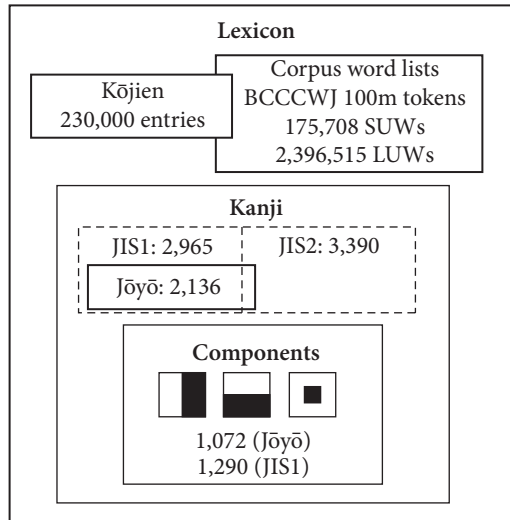 Lexicon
Kōjien
230,000 entries
Corpus word lists
BCCCWJ 100m tokens
175,708 SUWs
2,396,515 LUWs
Kanji
JIS1: 2,965
JIS2: 3,390
Jōyō: 2,136
Components
1,072 (Jōyō)
1,290 (JIS1)